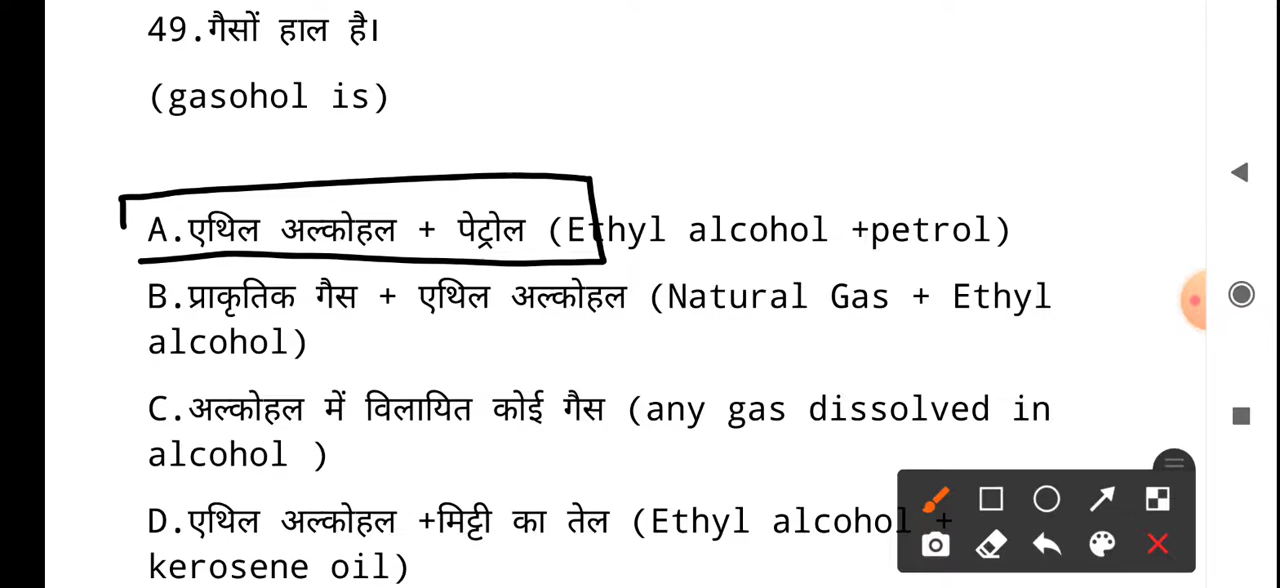 49.गैसों हाल है।
(gasohol is)
A.एथिल अल्कोहल + पेट्रोल (Ethyl alcohol +petrol)
B.प्राकृतिक गैस + एथिल अल्कोहल (Natural Gas + Ethyl
alcohol)
C.अल्कोहल में विलायित कोई गैस (any gas dissolved in
alcohol )
D.एथिल अल्कोहल +मिट्टी का तेल (Ethyl alcohol +
kerosene oil)